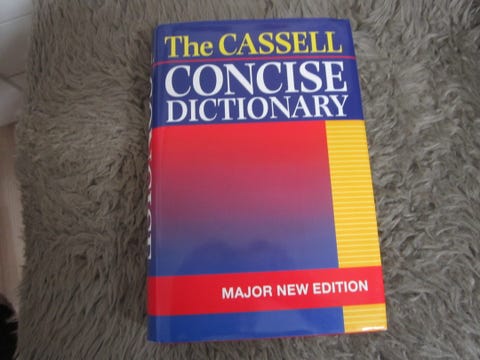 The CASSELL
CONCISE
DICTIONARY
MAJOR NEW EDITION